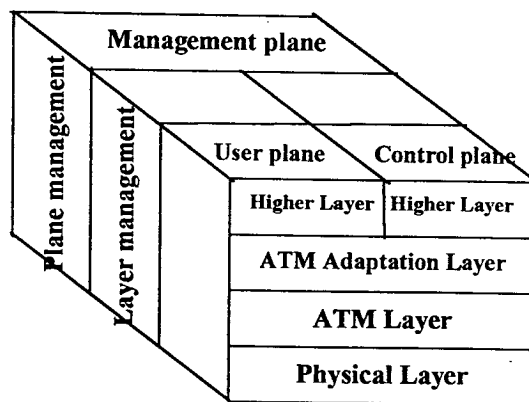 Management plane
Plane management
Layer management
User plane
Control plane
Higher Layer
Higher Layer
ATM Adaptation Layer
ATM Layer
Physical Layer